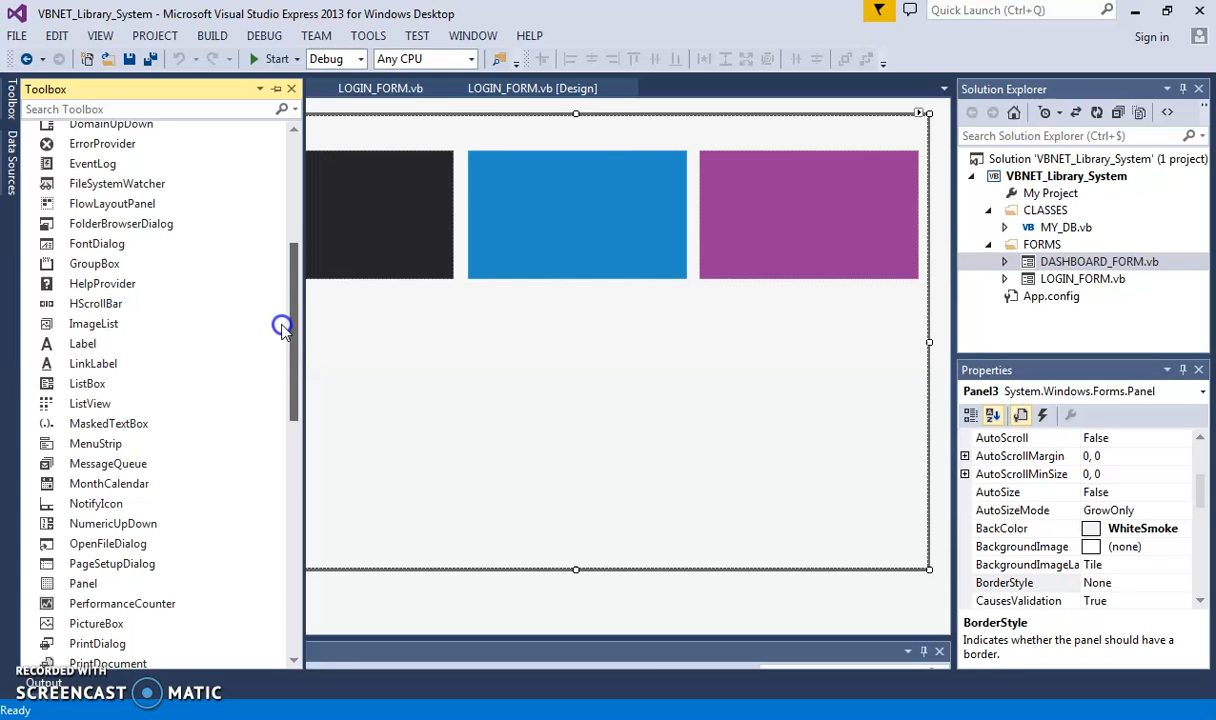 VBNET_Library_System - Microsoft Visual Studio Express 2013 for Windows Desktop
Quick Launch (Ctrl+Q)
FILE EDIT VIEW PROJECT BUILD DEBUG TEAM TOOLS TEST WINDOW HELP
Sign in
Start Debug Any CPU
Toolbox
Data Sources
Toolbox
Search Toolbox
DomainUpDown
ErrorProvider
EventLog
FileSystemWatcher
FlowLayoutPanel
FolderBrowserDialog
FontDialog
GroupBox
HelpProvider
HScrollBar
ImageList
Label
LinkLabel
ListBox
ListView
MaskedTextBox
MenuStrip
MessageQueue
MonthCalendar
NotifyIcon
NumericUpDown
OpenFileDialog
PageSetupDialog
Panel
PerformanceCounter
PictureBox
PrintDialog
PrintDocument
LOGIN_FORM.vb
LOGIN_FORM.vb [Design]
Solution Explorer
Search Solution Explorer (Ctrl+$)
Solution 'VBNET_Library_System' (1 project)
VBNET_Library_System
My Project
CLASSES
MY_DB.vb
FORMS
DASHBOARD_FORM.vb
LOGIN_FORM.vb
App.config
Properties
Panel3 System.Windows.Forms.Panel
AutoScroll False
AutoScrollMargin 0, 0
AutoScrollMinSize 0, 0
AutoSize False
AutoSizeMode GrowOnly
BackColor WhiteSmoke
BackgroundImage (none)
BackgroundImageLa Tile
BorderStyle None
CausesValidation True
BorderStyle
Indicates whether the panel should have a
border.
RECORDED WITH
Output
SCREENCAST MATIC
Ready